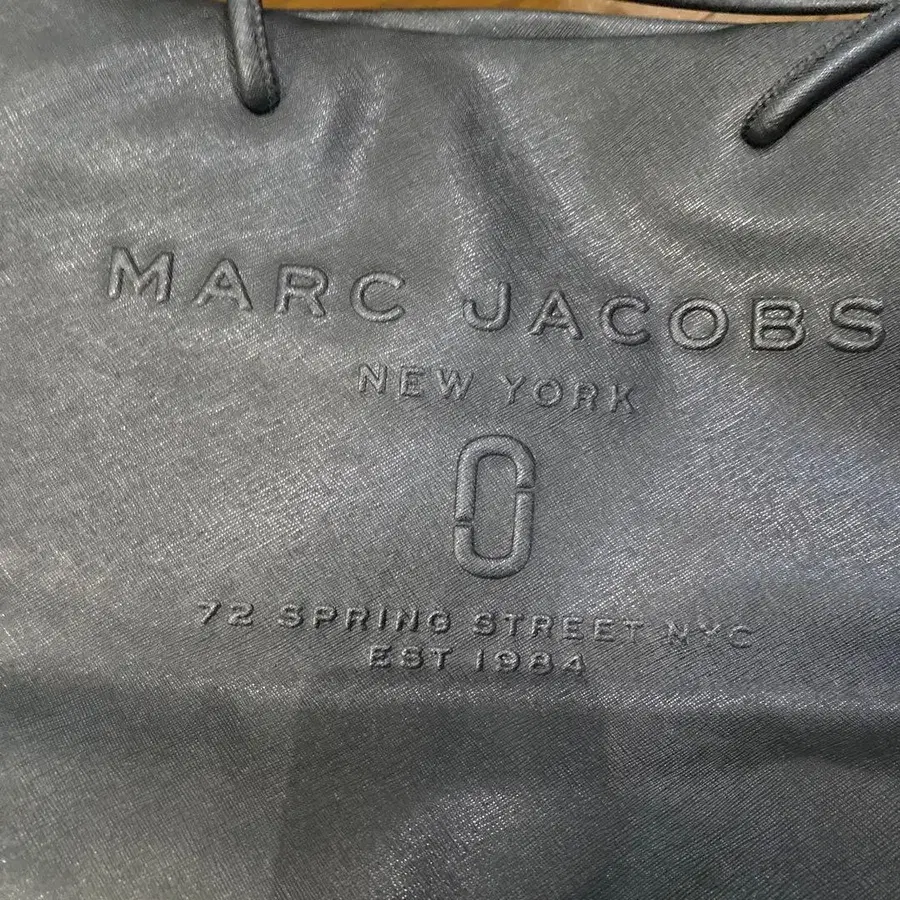 MARC JACOBS
NEW YORK
72 SPRING STREET NYC
EST 1984